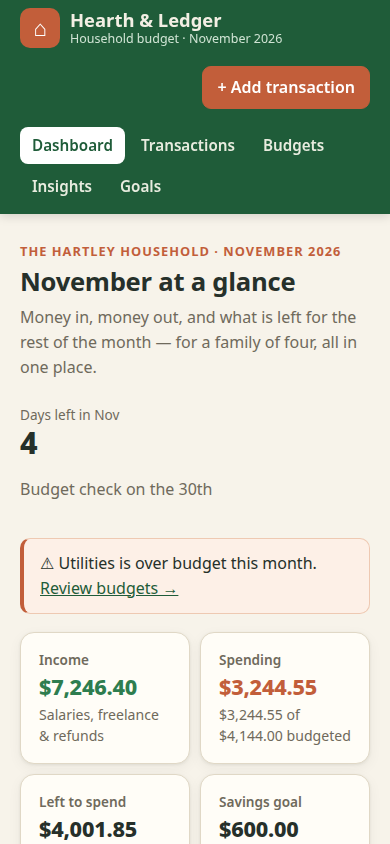 Hearth & Ledger
Household budget · November 2026
+ Add transaction
Dashboard
Transactions
Budgets
Insights
Goals
THE HARTLEY HOUSEHOLD · NOVEMBER 2026
November at a glance
Money in, money out, and what is left for the
rest of the month — for a family of four, all in
one place.
Days left in Nov
4
Budget check on the 30th
⚠ Utilities is over budget this month.
Review budgets →
Income
$7,246.40
Salaries, freelance
& refunds
Spending
$3,244.55
$3,244.55 of
$4,144.00 budgeted
Left to spend
$4,001.85
Savings goal
$600.00